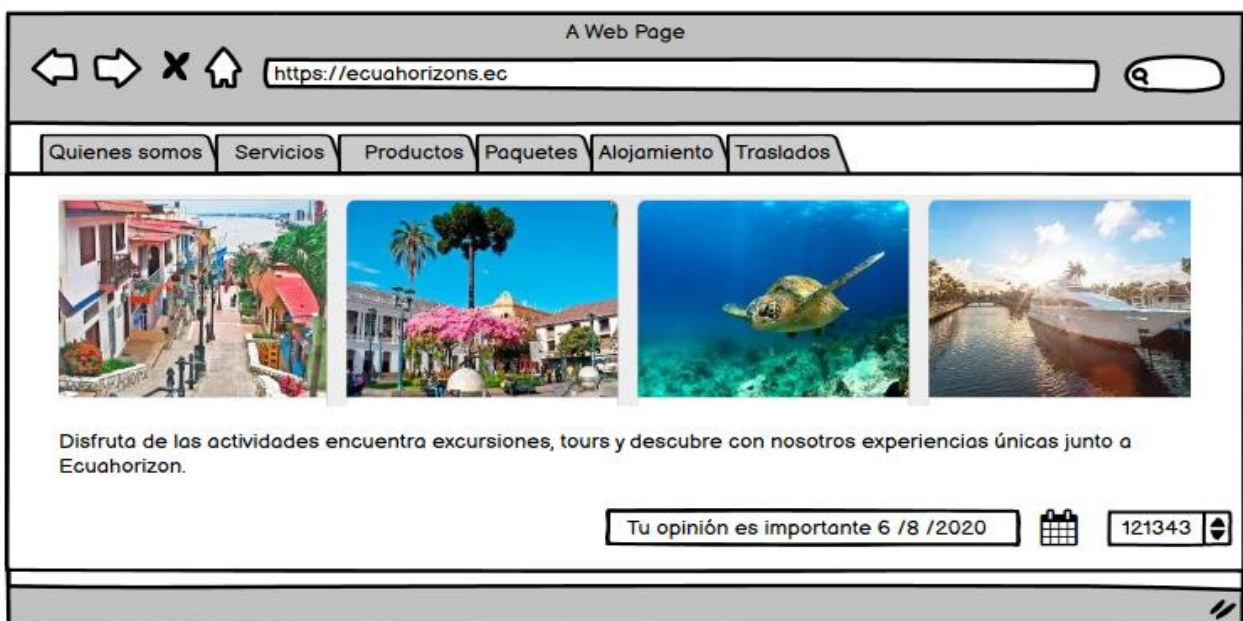 A Web Page
https://ecuahorizons.ec
Quienes somos Servicios Productos Paquetes Alojamiento Traslados
Disfruta de las actividades encuentra excursiones, tours y descubre con nosotros experiencias únicas junto a
Ecuahorizon.
Tu opinión es importante 6 /8 /2020
121343